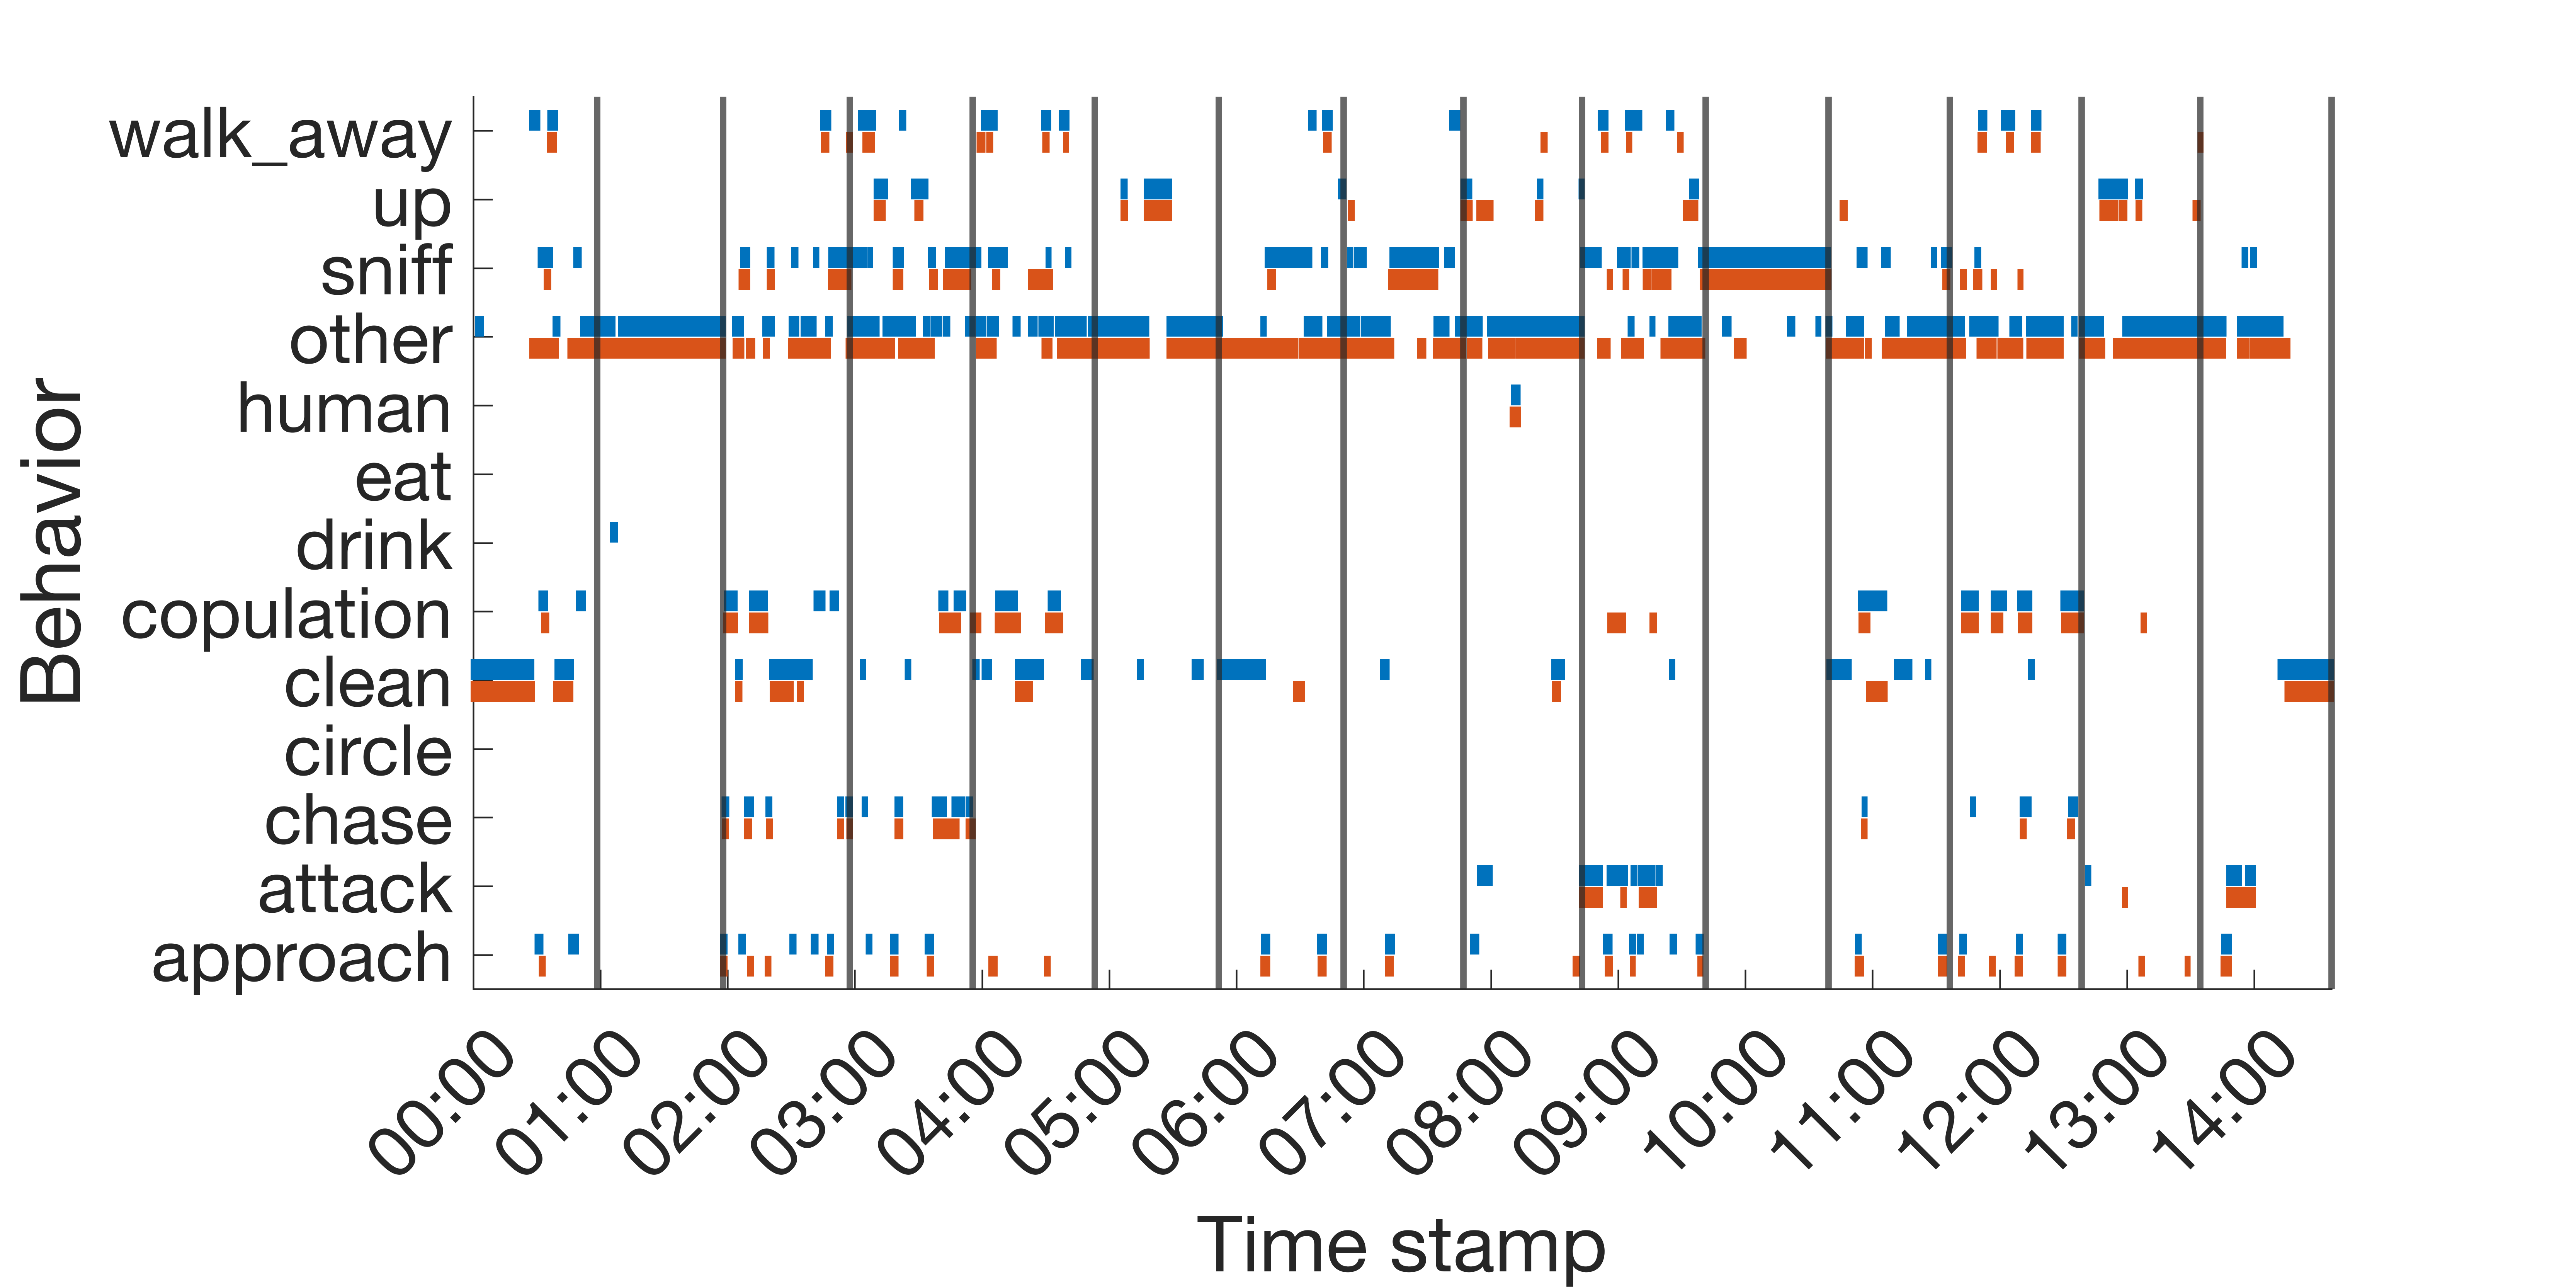 Behavior
walk_away
up
sniff
other
human
eat
drink
copulation
clean
circle
chase
attack
approach
00:00
01:00
02:00
03:00
04:00
05:00
06:00
07:00
08:00
09:00
10:00
11:00
12:00
13:00
14:00
Time stamp